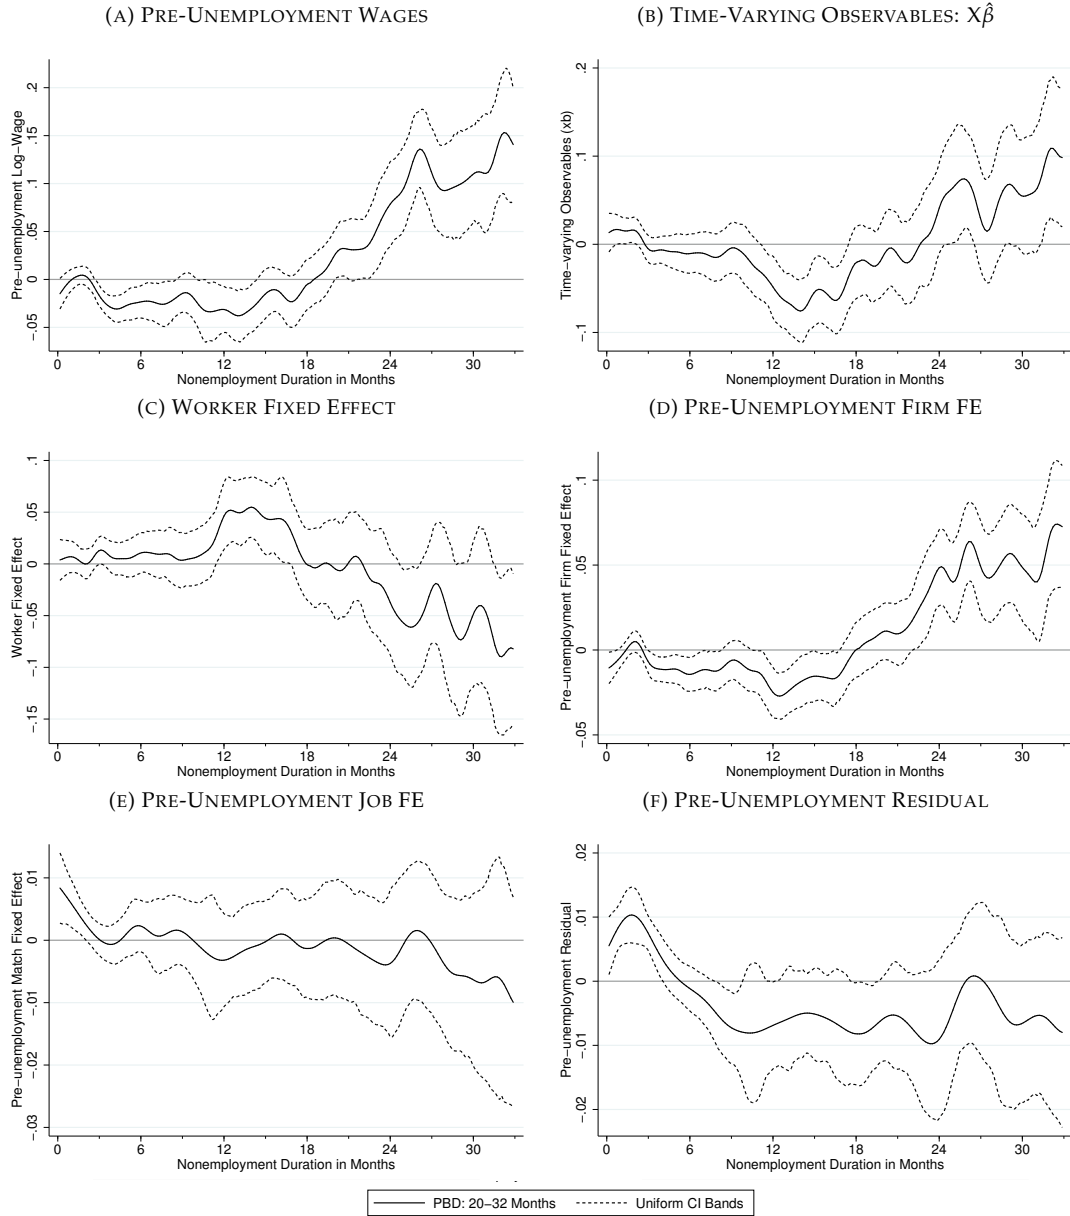 (A) PRE-UNEMPLOYMENT WAGES
Pre−unemployment Log−Wage
.2
.15
.1
.05
0
−.05
0 6 12 18 24 30
Nonemployment Duration in Months
(B) TIME-VARYING OBSERVABLES: Xβ̂
Time−varying Observables (xb)
.2
.1
0
−.1
0 6 12 18 24 30
Nonemployment Duration in Months
(C) WORKER FIXED EFFECT
Worker Fixed Effect
.1
.05
0
−.05
−.1
−.15
0 6 12 18 24 30
Nonemployment Duration in Months
(D) PRE-UNEMPLOYMENT FIRM FE
Pre−unemployment Firm Fixed Effect
.1
.05
0
−.05
0 6 12 18 24 30
Nonemployment Duration in Months
(E) PRE-UNEMPLOYMENT JOB FE
Pre−unemployment Match Fixed Effect
.01
0
−.01
−.02
−.03
0 6 12 18 24 30
Nonemployment Duration in Months
(F) PRE-UNEMPLOYMENT RESIDUAL
Pre−unemployment Residual
.02
.01
0
−.01
−.02
0 6 12 18 24 30
Nonemployment Duration in Months
PBD: 20−32 Months
Uniform CI Bands